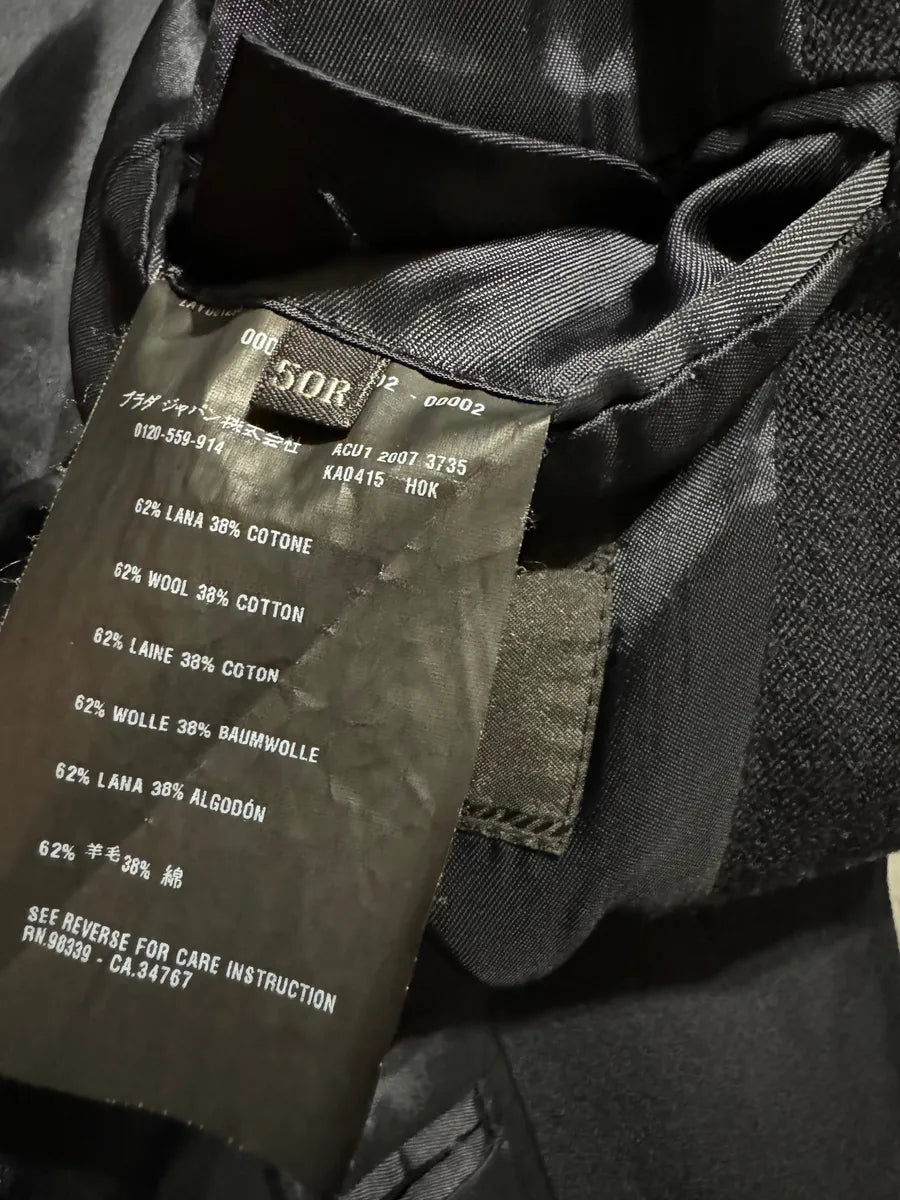 000
50R
02 - 00002
プラダ ジャパン株式会社
0120-559-914
ACU1 2007 3735
KA0415 H0K
62% LANA 38% COTONE
62% WOOL 38% COTTON
62% LAINE 38% COTON
62% WOLLE 38% BAUMWOLLE
62% LANA 38% ALGODÓN
62% 羊毛38% 綿
SEE REVERSE FOR CARE INSTRUCTION
RN.98339 - CA.34767